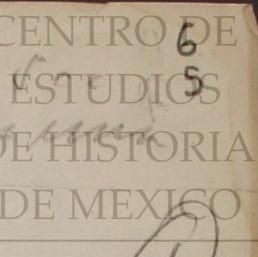 CENTRO DE
6
ESTUDIOS
5
DE HISTORIA
DE MEXICO